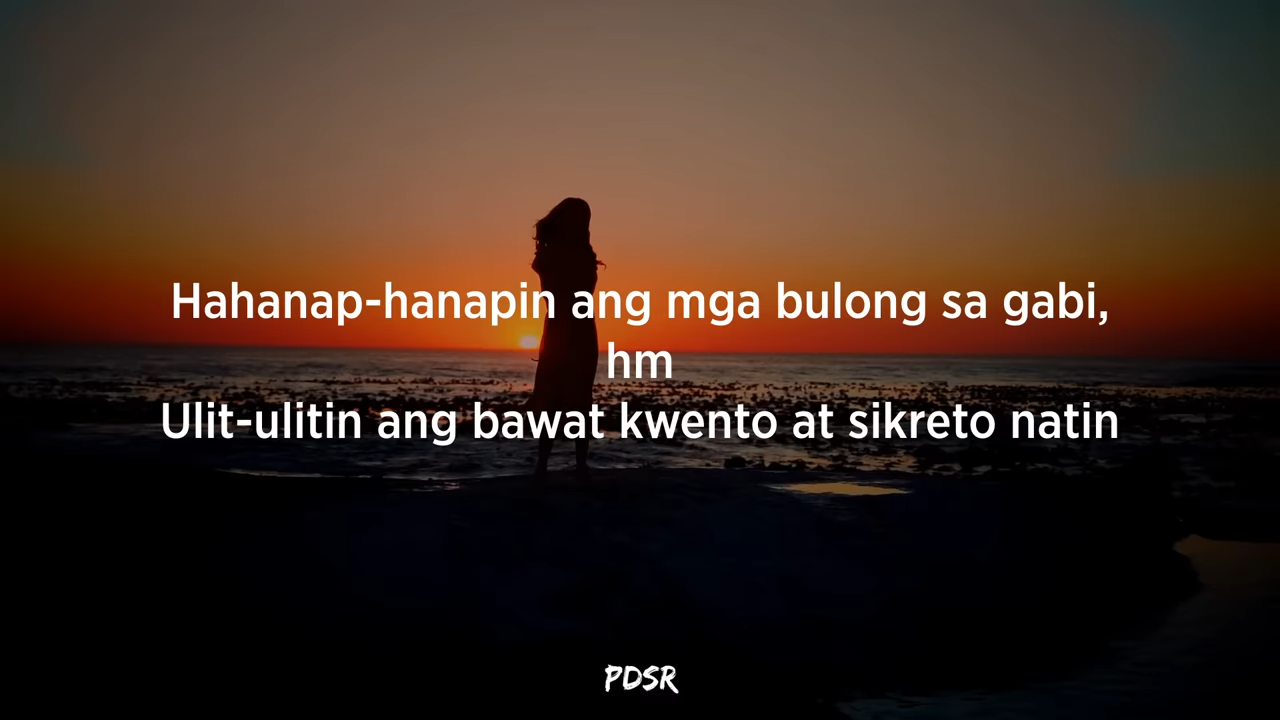 Hahanap-hanapin ang mga bulong sa gabi,
hm
Ulit-ulitin ang bawat kwento at sikreto natin
PDSR